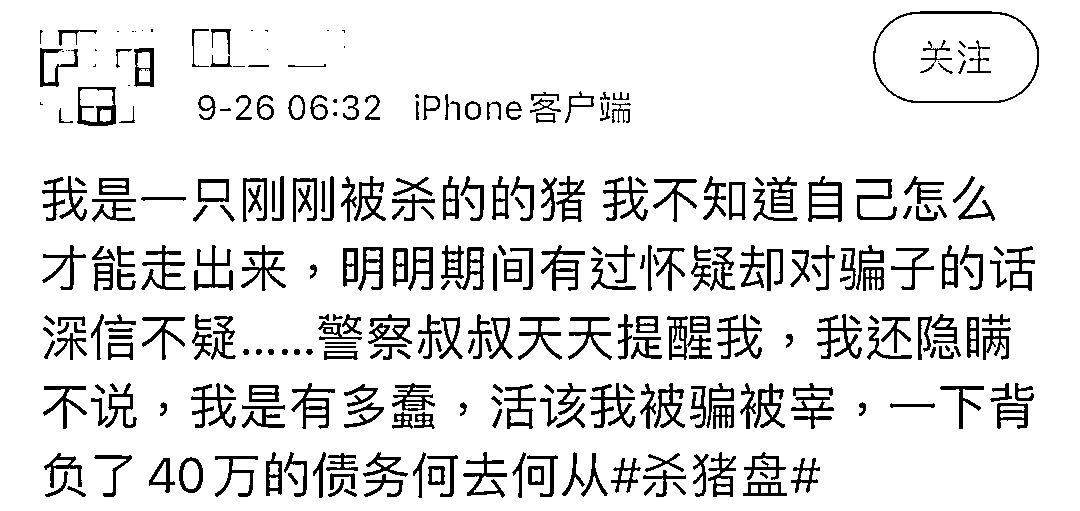 关注
9-26 06:32 iPhone客户端
我是一只刚刚被杀的的猪 我不知道自己怎么
才能走出来，明明期间有过怀疑却对骗子的话
深信不疑……警察叔叔天天提醒我，我还隐瞒
不说，我是有多蠢，活该我被骗被宰，一下背
负了40万的债务何去何从#杀猪盘#